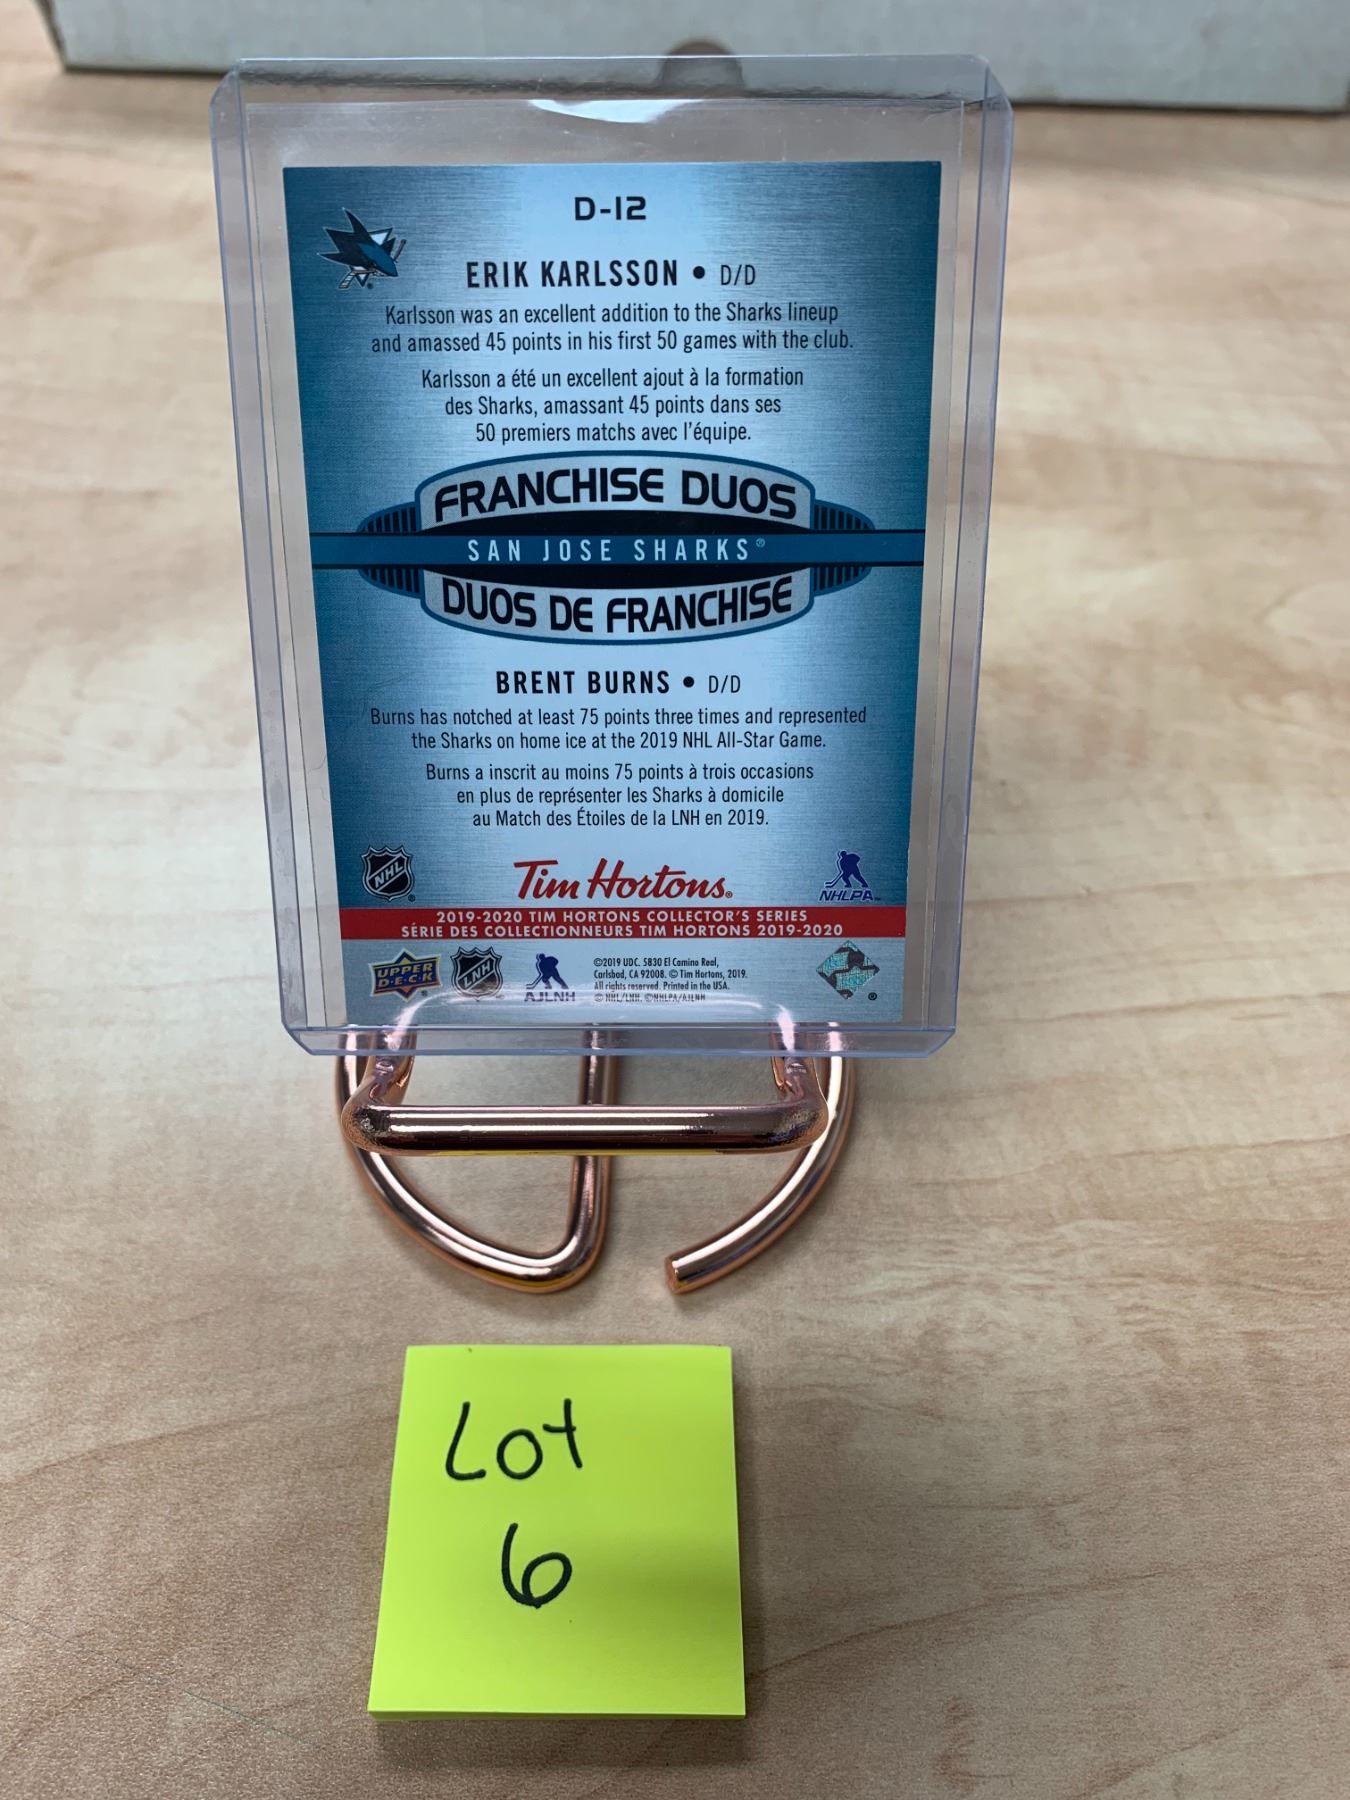 D-12
ERIK KARLSSON • D/D
Karlsson was an excellent addition to the Sharks lineup
and amassed 45 points in his first 50 games with the club.
Karlsson a été un excellent ajout à la formation
des Sharks, amassant 45 points dans ses
50 premiers matchs avec l'équipe.
FRANCHISE DUOS
SAN JOSE SHARKS®
DUOS DE FRANCHISE
BRENT BURNS • D/D
Burns has notched at least 75 points three times and represented
the Sharks on home ice at the 2019 NHL All-Star Game.
Burns a inscrit au moins 75 points à trois occasions
en plus de représenter les Sharks à domicile
au Match des Étoiles de la LNH en 2019.
NHL Tim Hortons® NHLPA
2019-2020 TIM HORTONS COLLECTOR'S SERIES
SÉRIE DES COLLECTIONNEURS TIM HORTONS 2019-2020
UPPER D·E·C·K LNH AJLNH
©2019 UDC. 5830 El Camino Real,
Carlsbad, CA 92008. © Tim Hortons, 2019.
All rights reserved. Printed in the USA.
© NHL/LNH. ©NHLPA/AJLNH
Lot
6